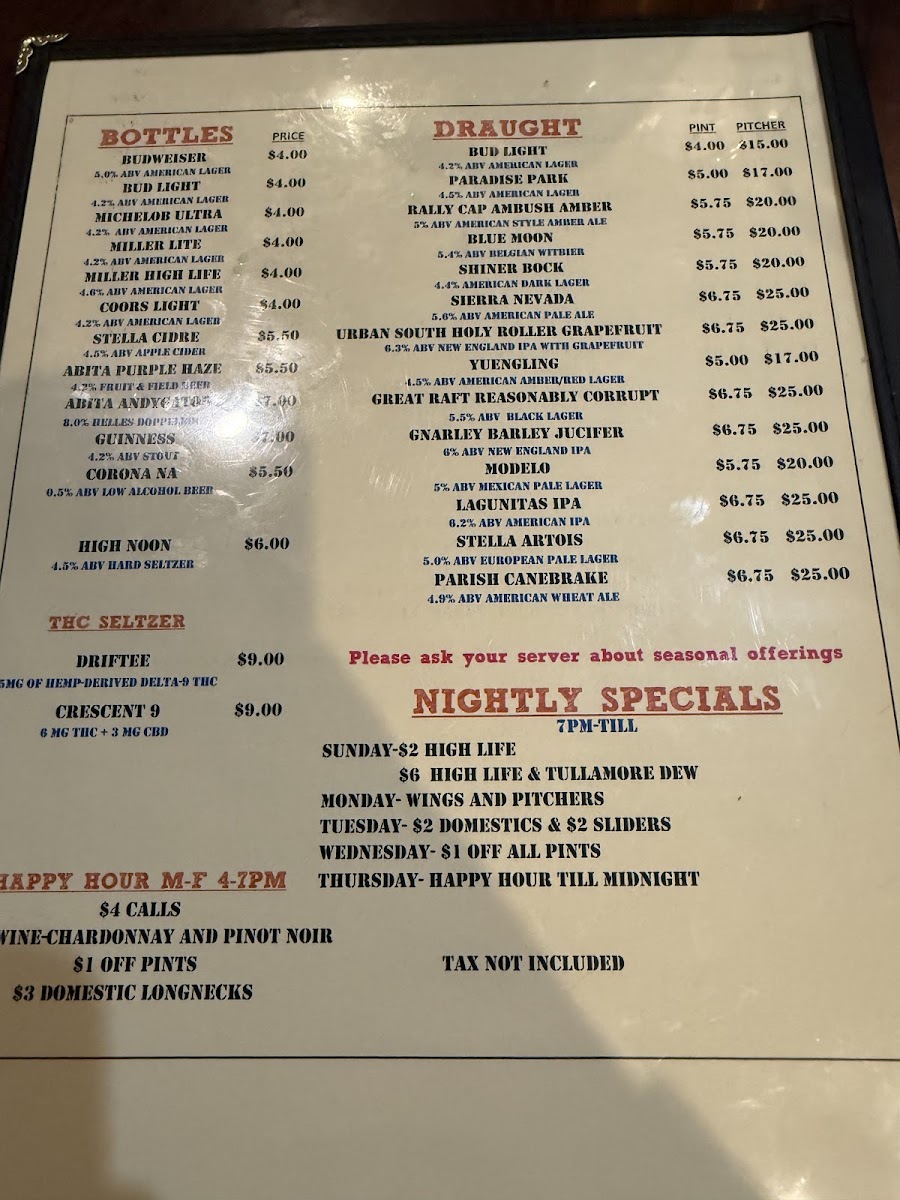 BOTTLES PRICE
BUDWEISER $4.00
5.0% ABV AMERICAN LAGER
BUD LIGHT $4.00
4.2% ABV AMERICAN LAGER
MICHELOB ULTRA $4.00
4.2% ABV AMERICAN LAGER
MILLER LITE $4.00
4.2% ABV AMERICAN LAGER
MILLER HIGH LIFE $4.00
4.6% ABV AMERICAN LAGER
COORS LIGHT $4.00
4.2% ABV AMERICAN LAGER
STELLA CIDRE $5.50
4.5% ABV APPLE CIDER
ABITA PURPLE HAZE $5.50
4.2% FRUIT & FIELD BEER
ABITA ANDYGATOR $7.00
8.0% HELLES
GUINNESS $7.00
4.2% ABV STOUT
CORONA NA $5.50
0.5% ABV LOW ALCOHOL BEER
HIGH NOON $6.00
4.5% ABV HARD SELTZER
THC SELTZER
DRIFTEE $9.00
5MG OF HEMP-DERIVED DELTA-9 THC
CRESCENT 9 $9.00
6 MG THC + 3 MG CBD
HAPPY HOUR M-F 4-7PM
$4 CALLS
WINE-CHARDONNAY AND PINOT NOIR
$1 OFF PINTS
$3 DOMESTIC LONGNECKS
DRAUGHT PINT PITCHER
BUD LIGHT $4.00 $15.00
4.2% ABV AMERICAN LAGER
PARADISE PARK $5.00 $17.00
4.5% ABV AMERICAN LAGER
RALLY CAP AMBUSH AMBER $5.75 $20.00
5% ABV AMERICAN STYLE AMBER ALE
BLUE MOON $5.75 $20.00
5.4% ABV BELGIAN WITBIER
SHINER BOCK $5.75 $20.00
4.4% AMERICAN DARK LAGER
SIERRA NEVADA $6.75 $25.00
5.6% ABV AMERICAN PALE ALE
URBAN SOUTH HOLY ROLLER GRAPEFRUIT $6.75 $25.00
6.3% ABV NEW ENGLAND IPA WITH GRAPEFRUIT
YUENGLING $5.00 $17.00
4.5% ABV AMERICAN AMBER/RED LAGER
GREAT RAFT REASONABLY CORRUPT $6.75 $25.00
5.5% ABV BLACK LAGER
GNARLEY BARLEY JUCIFER $6.75 $25.00
6% ABV NEW ENGLAND IPA
MODELO $5.75 $20.00
5% ABV MEXICAN PALE LAGER
LAGUNITAS IPA $6.75 $25.00
6.2% ABV AMERICAN IPA
STELLA ARTOIS $6.75 $25.00
5.0% ABV EUROPEAN PALE LAGER
PARISH CANEBRAKE $6.75 $25.00
4.9% ABV AMERICAN WHEAT ALE
Please ask your server about seasonal offerings
NIGHTLY SPECIALS
7PM-TILL
SUNDAY-$2 HIGH LIFE
$6 HIGH LIFE & TULLAMORE DEW
MONDAY- WINGS AND PITCHERS
TUESDAY- $2 DOMESTICS & $2 SLIDERS
WEDNESDAY- $1 OFF ALL PINTS
THURSDAY- HAPPY HOUR TILL MIDNIGHT
TAX NOT INCLUDED